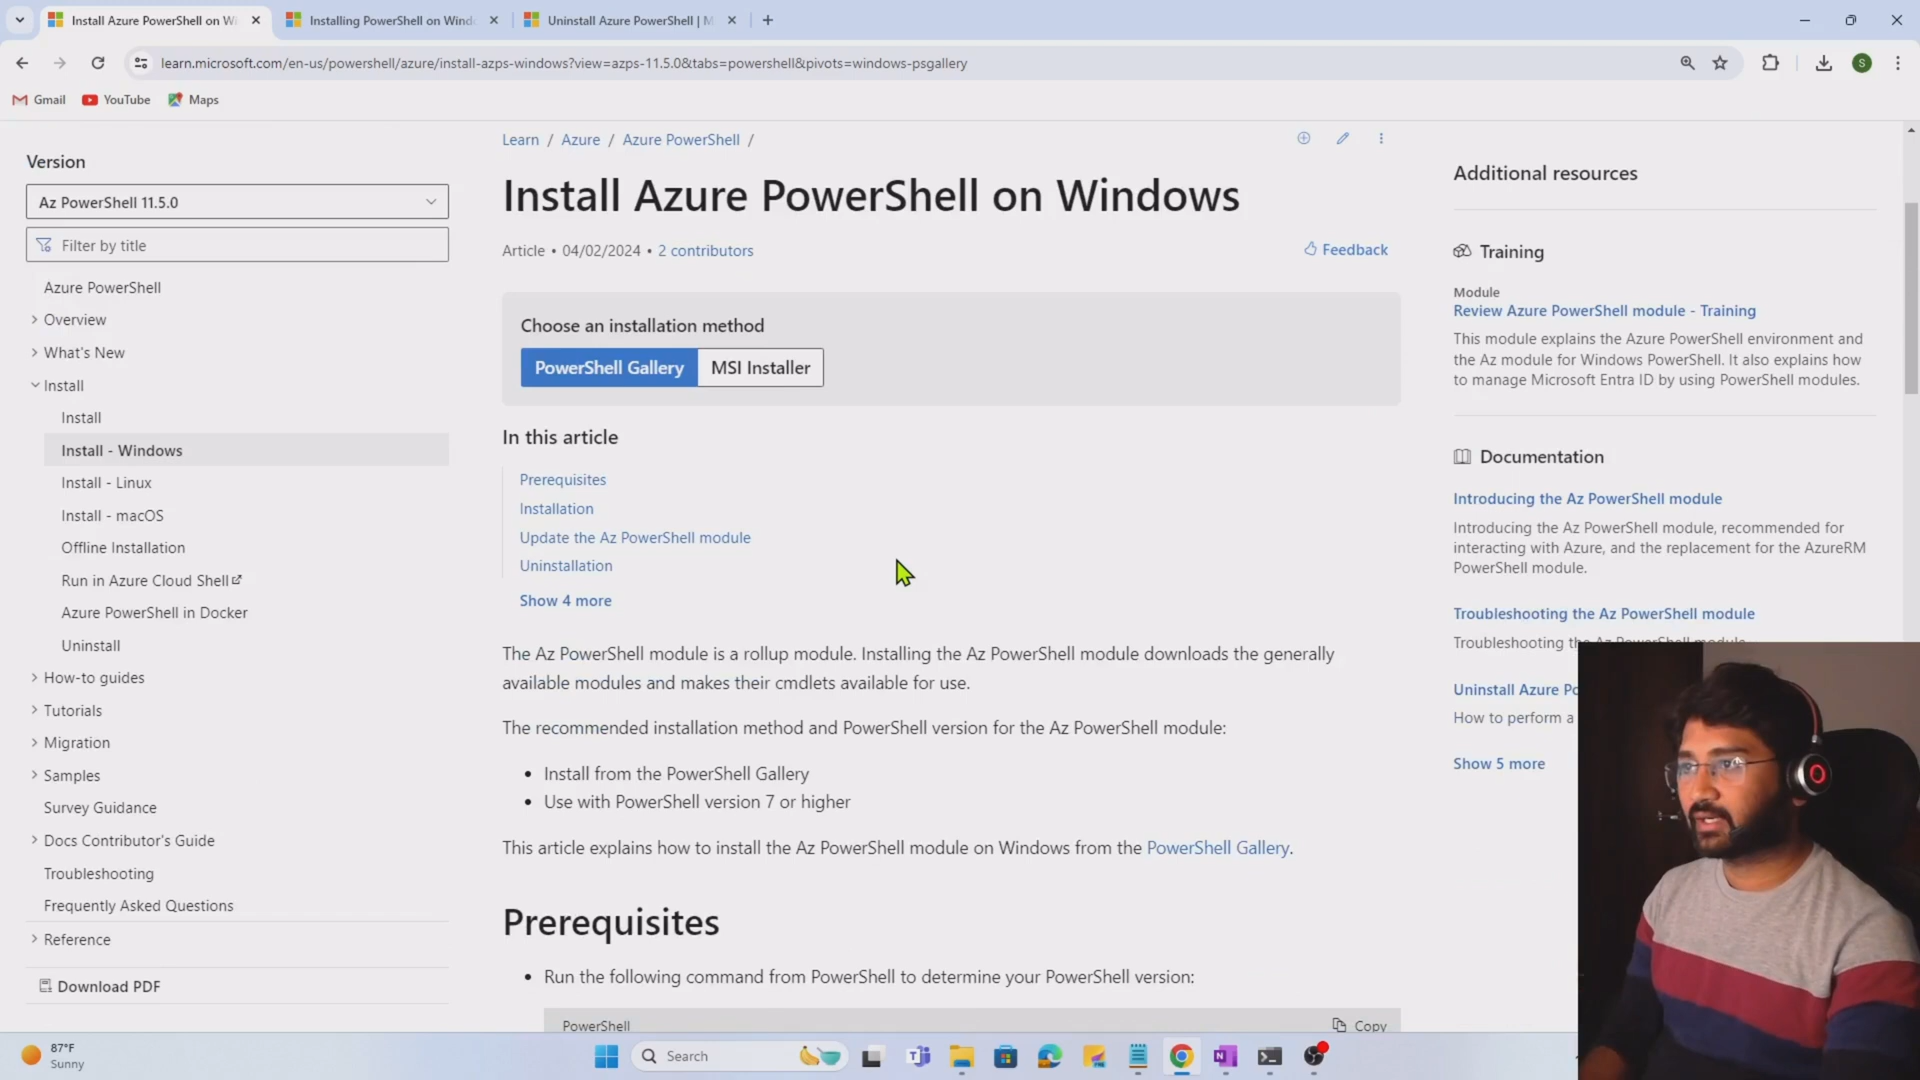 Install Azure PowerShell on Wi
Installing PowerShell on Wind
Uninstall Azure PowerShell | M
learn.microsoft.com/en-us/powershell/azure/install-azps-windows?view=azps-11.5.0&tabs=powershell&pivots=windows-psgallery
S
Gmail
YouTube
Maps
Version
Az PowerShell 11.5.0
Filter by title
Azure PowerShell
Overview
What's New
Install
Install
Install - Windows
Install - Linux
Install - macOS
Offline Installation
Run in Azure Cloud Shell
Azure PowerShell in Docker
Uninstall
How-to guides
Tutorials
Migration
Samples
Survey Guidance
Docs Contributor's Guide
Troubleshooting
Frequently Asked Questions
Reference
Download PDF
Learn / Azure / Azure PowerShell /
Install Azure PowerShell on Windows
Article • 04/02/2024 • 2 contributors
Feedback
Choose an installation method
PowerShell Gallery MSI Installer
In this article
Prerequisites
Installation
Update the Az PowerShell module
Uninstallation
Show 4 more
The Az PowerShell module is a rollup module. Installing the Az PowerShell module downloads the generally
available modules and makes their cmdlets available for use.
The recommended installation method and PowerShell version for the Az PowerShell module:
• Install from the PowerShell Gallery
• Use with PowerShell version 7 or higher
This article explains how to install the Az PowerShell module on Windows from the PowerShell Gallery.
Prerequisites
• Run the following command from PowerShell to determine your PowerShell version:
PowerShell
Copy
Additional resources
Training
Module
Review Azure PowerShell module - Training
This module explains the Azure PowerShell environment and
the Az module for Windows PowerShell. It also explains how
to manage Microsoft Entra ID by using PowerShell modules.
Documentation
Introducing the Az PowerShell module
Introducing the Az PowerShell module, recommended for
interacting with Azure, and the replacement for the AzureRM
PowerShell module.
Troubleshooting the Az PowerShell module
Troubleshooting the Az PowerShell module
Uninstall Azure Po
How to perform a
Show 5 more
87°F
Sunny
Search